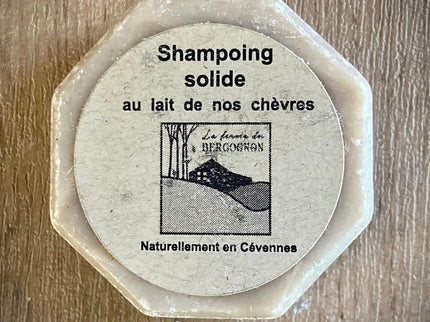 Shampoing
solide
au lait de nos chèvres
La ferme de
BERGOGNON
Naturellement en Cévennes